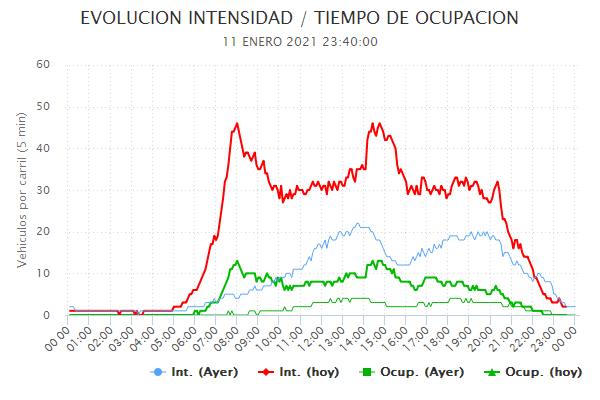 EVOLUCION INTENSIDAD / TIEMPO DE OCUPACION
11 ENERO 2021 23:40:00
Vehiculos por carril (5 min)
60
50
40
30
20
10
0
00:00 01:00 02:00 03:00 04:00 05:00 06:00 07:00 08:00 09:00 10:00 11:00 12:00 13:00 14:00 15:00 16:00 17:00 18:00 19:00 20:00 21:00 22:00 23:00 00:00
Int. (Ayer) Int. (hoy) Ocup. (Ayer) Ocup. (hoy)